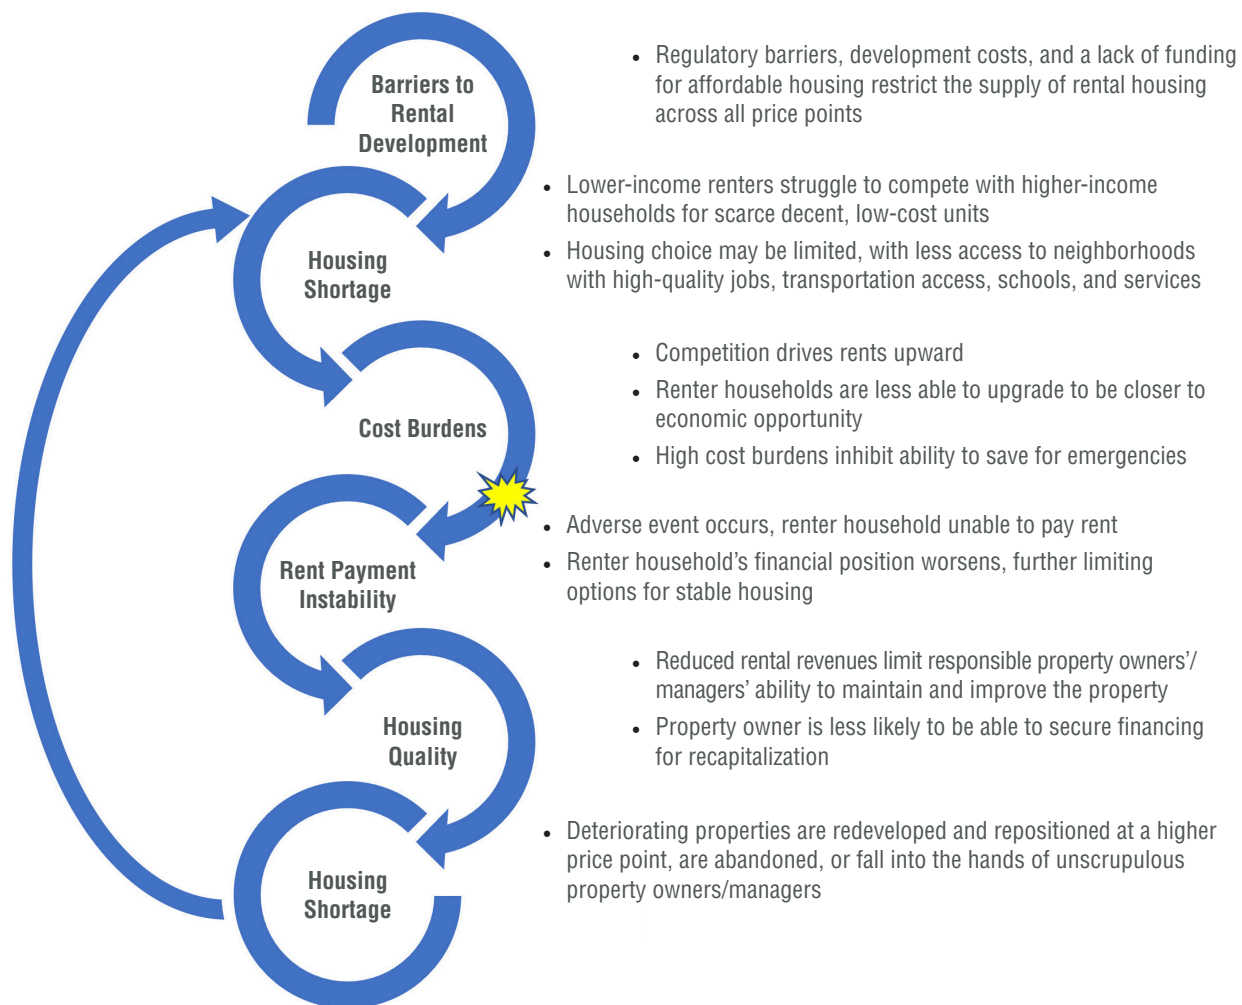 Barriers to
Rental
Development
• Regulatory barriers, development costs, and a lack of funding
for affordable housing restrict the supply of rental housing
across all price points
Housing
Shortage
• Lower-income renters struggle to compete with higher-income
households for scarce decent, low-cost units
• Housing choice may be limited, with less access to neighborhoods
with high-quality jobs, transportation access, schools, and services
Cost Burdens
• Competition drives rents upward
• Renter households are less able to upgrade to be closer to
economic opportunity
• High cost burdens inhibit ability to save for emergencies
Rent Payment
Instability
• Adverse event occurs, renter household unable to pay rent
• Renter household’s financial position worsens, further limiting
options for stable housing
Housing
Quality
• Reduced rental revenues limit responsible property owners’/
managers’ ability to maintain and improve the property
• Property owner is less likely to be able to secure financing
for recapitalization
Housing
Shortage
• Deteriorating properties are redeveloped and repositioned at a higher
price point, are abandoned, or fall into the hands of unscrupulous
property owners/managers